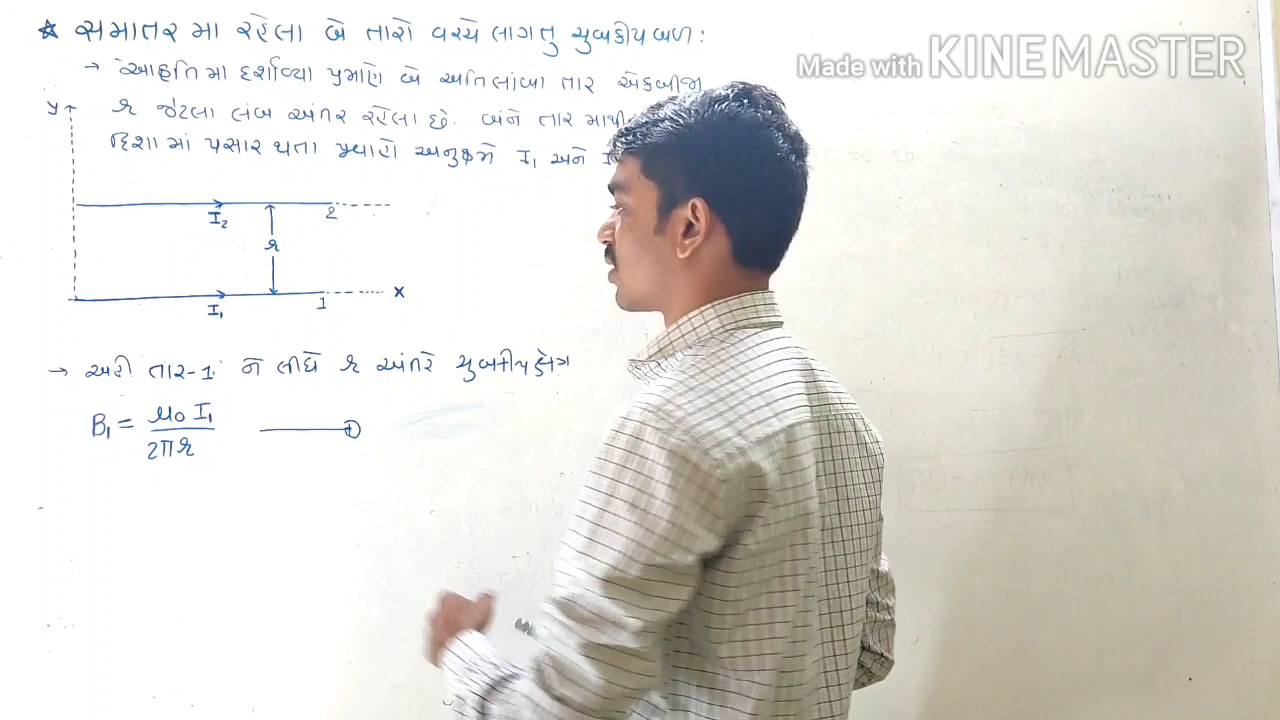 ★ સમાતર મા રહેલા બે તારો વચ્ચે લાગતુ ચુંબકીય બળ :
Made with KINEMASTER
→ આકૃતિ મા દર્શાવ્યા પ્રમાણે બે અતિ લાંબા તાર એકબીજા
r જેટલા લંબ અંતર રહેલા છે. બંને તાર માથી
દિશા માં પસાર થતા પ્રવાહો અનુક્રમે I₁ અને I
y
I₂
2
r
I₁
1
x
→ અહી તાર-1 ને લીધે r અંતરે ચુંબકીયક્ષેત્ર
B₁ = μ₀ I₁ / 2πr —— ①